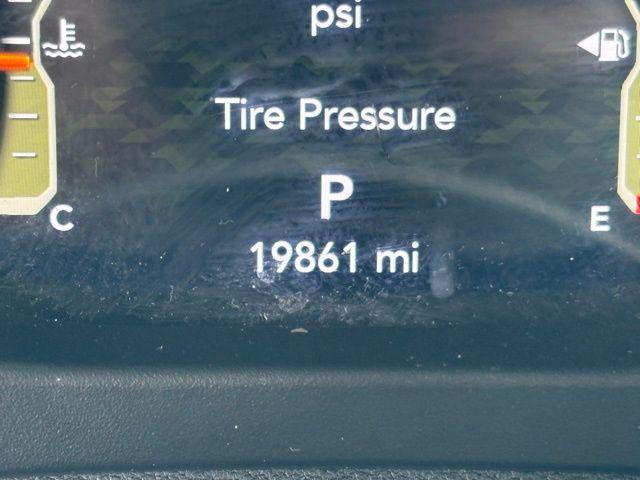 psi
Tire Pressure
P
C
E
19861 mi